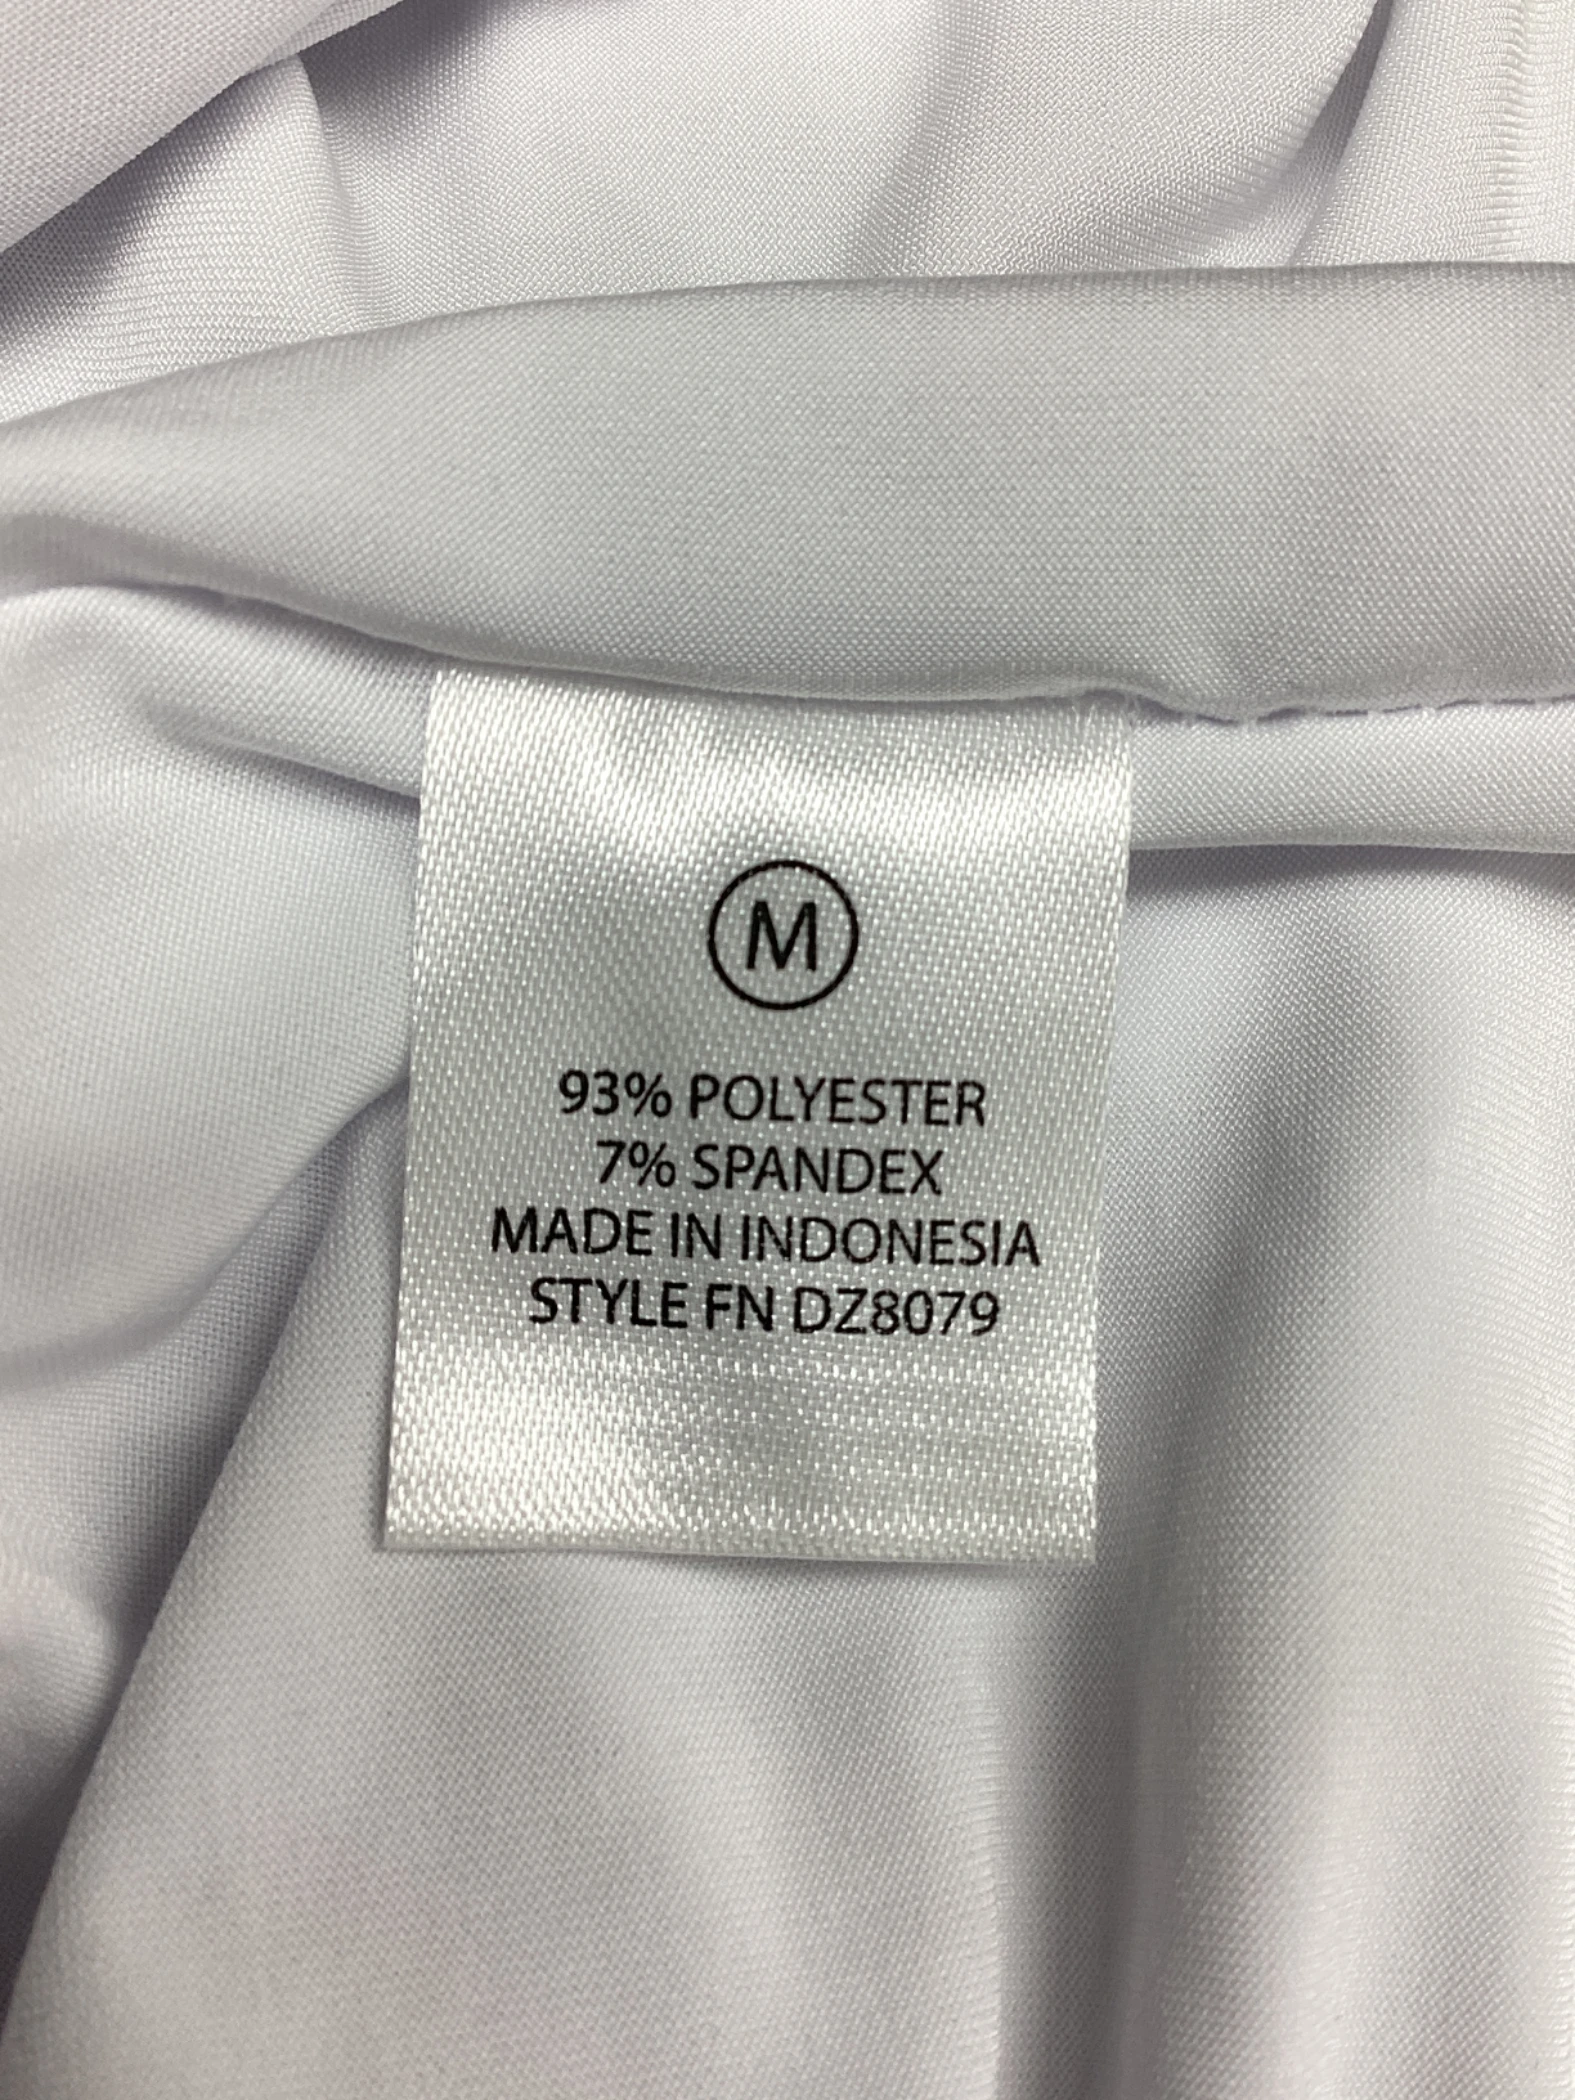 M
93% POLYESTER
7% SPANDEX
MADE IN INDONESIA
STYLE FN DZ8079